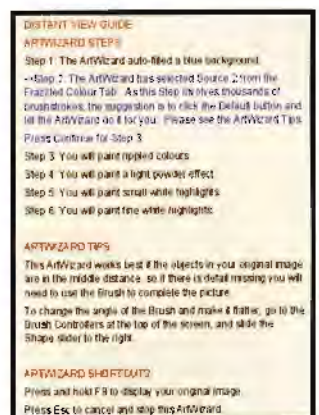 DISTANT VIEW GUIDE
ARTWIZARD STEPS
Step 1 The ArtWizard auto-filled a blue background.
-->Step 2. The ArtWizard has selected Source 2 from the
Frazzled Colour Tab. As this Step involves thousands of
brushstrokes, the suggestion is to click the Default button and
let the ArtWizard do it for you. Please see the ArtWizard Tips.
Press Continue for Step 3
Step 3 You will paint rippled colours
Step 4 You will paint a light powder effect
Step 5 You will paint small white highlights
Step 6 You will paint fine white highlights
ARTWIZARD TIPS
This ArtWizard works best if the objects in your original image
are in the middle distance, so if there is detail missing you will
need to use the Brush to complete the picture.
To change the angle of the Brush and make it flatter, go to the
Brush Controllers at the top of the screen, and slide the
Shape slider to the right.
ARTWIZARD SHORTCUTS
Press and hold F9 to display your original image
Press Esc to cancel and stop this ArtWizard